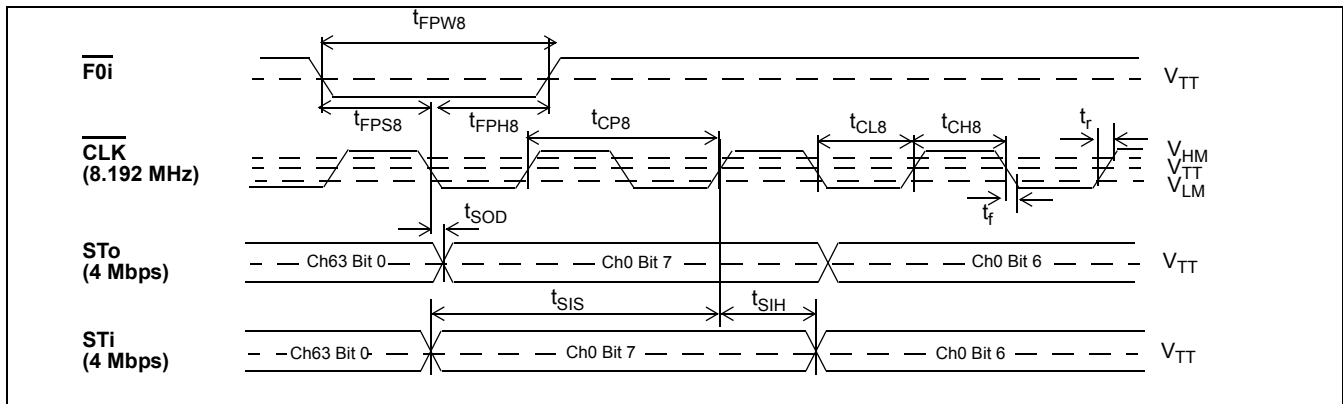 tFPW8
F0i
VTT
tFPS8
tFPH8
tCP8
tCL8
tCH8
tr
CLK
(8.192 MHz)
VHM
VTT
VLM
tSOD
tf
STo
(4 Mbps)
Ch63 Bit 0
Ch0 Bit 7
Ch0 Bit 6
VTT
tSIS
tSIH
STi
(4 Mbps)
Ch63 Bit 0
Ch0 Bit 7
Ch0 Bit 6
VTT